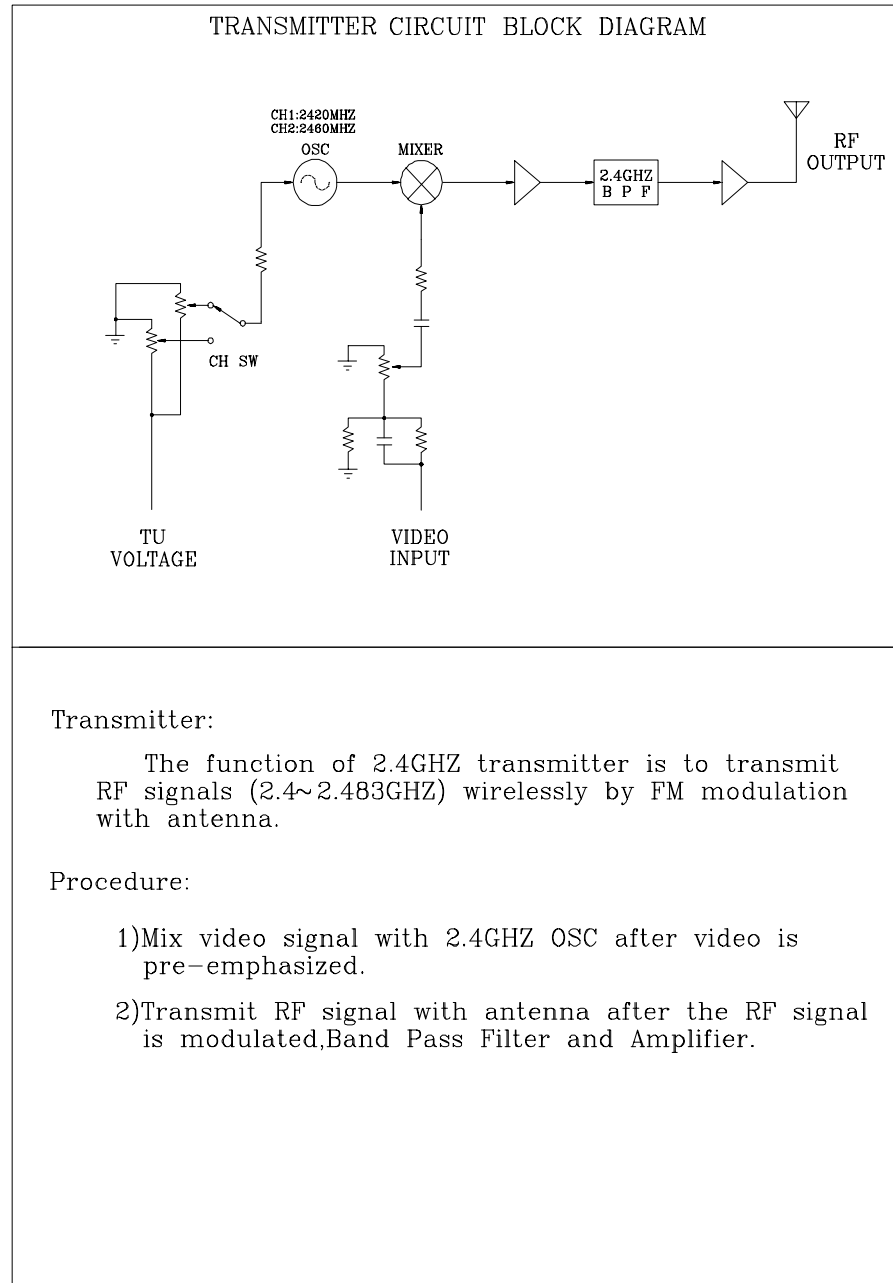 TRANSMITTER CIRCUIT BLOCK DIAGRAM
CH1:2420MHZ
CH2:2460MHZ
OSC
MIXER
2.4GHZ
B P F
RF
OUTPUT
CH SW
TU
VOLTAGE
VIDEO
INPUT
Transmitter:
The function of 2.4GHZ transmitter is to transmit
RF signals (2.4~2.483GHZ) wirelessly by FM modulation
with antenna.
Procedure:
1)Mix video signal with 2.4GHZ OSC after video is
pre-emphasized.
2)Transmit RF signal with antenna after the RF signal
is modulated,Band Pass Filter and Amplifier.